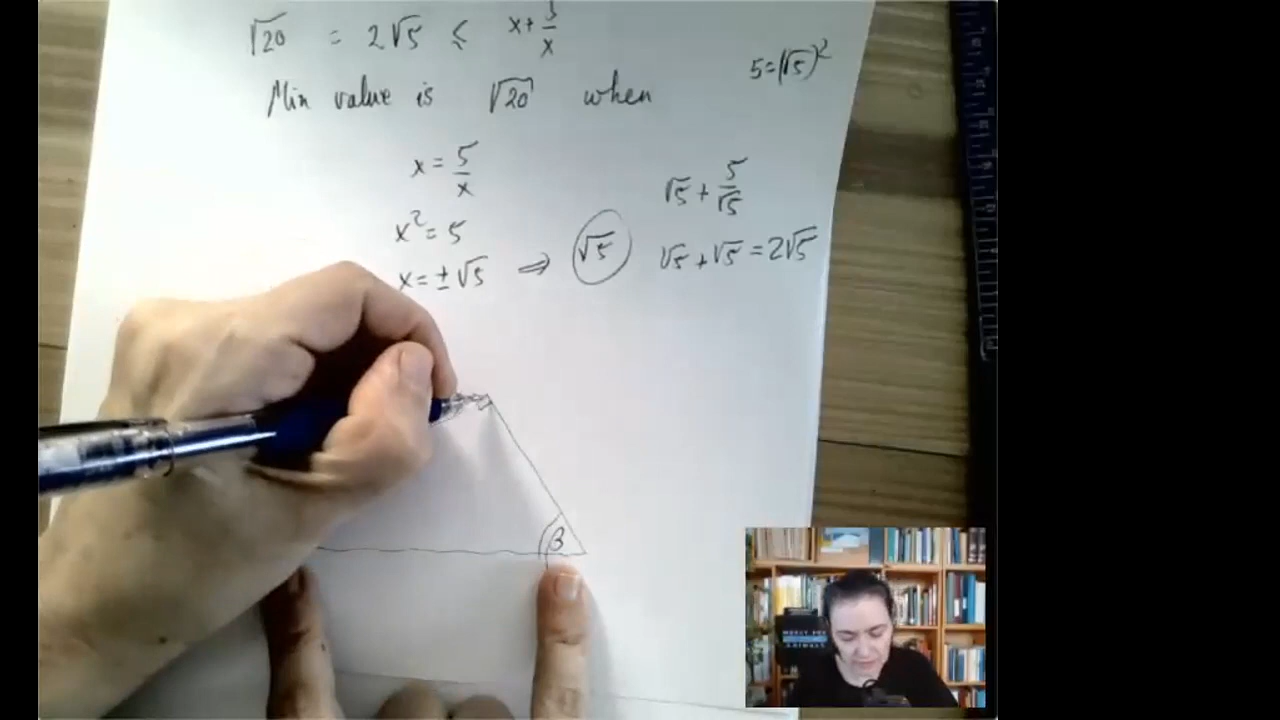 √20 = 2√5 ≤ x + 5/x
5 = (√5)²
Min value is √20 when
x = 5/x
√5 + 5/√5
x² = 5
x = ± √5 ⇒ √5
√5 + √5 = 2√5
β